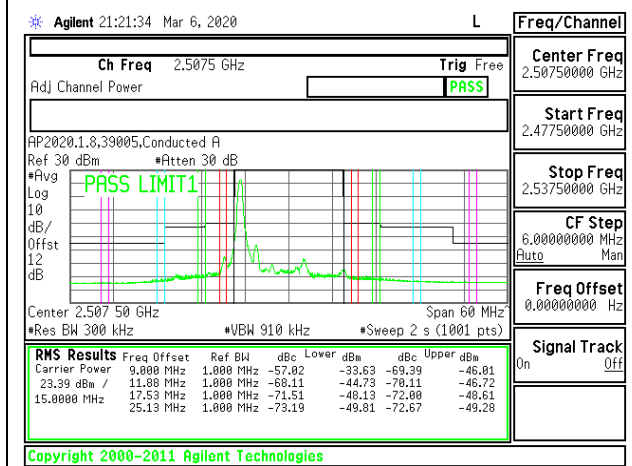 Agilent 21:21:34 Mar 6, 2020 L
Freq/Channel
Ch Freq 2.5075 GHz Trig Free
Adj Channel Power PASS
AP2020.1.8,39005,Conducted A
Ref 30 dBm #Atten 30 dB
#Avg
Log
10
dB/
Offst
12
dB
PASS LIMIT1
Center 2.507 50 GHz Span 60 MHz^
#Res BW 300 kHz #VBW 910 kHz #Sweep 2 s (1001 pts)
RMS Results Freq Offset Ref BW dBc Lower dBm dBc Upper dBm
Carrier Power 9.000 MHz 1.000 MHz -57.02 -33.63 -69.39 -46.01
23.39 dBm / 11.88 MHz 1.000 MHz -68.11 -44.73 -70.11 -46.72
15.0000 MHz 17.53 MHz 1.000 MHz -71.51 -48.13 -72.00 -48.61
25.13 MHz 1.000 MHz -73.19 -49.81 -72.67 -49.28
Copyright 2000-2011 Agilent Technologies
Center Freq
2.50750000 GHz
Start Freq
2.47750000 GHz
Stop Freq
2.53750000 GHz
CF Step
6.00000000 MHz
Auto Man
Freq Offset
0.00000000 Hz
Signal Track
On Off